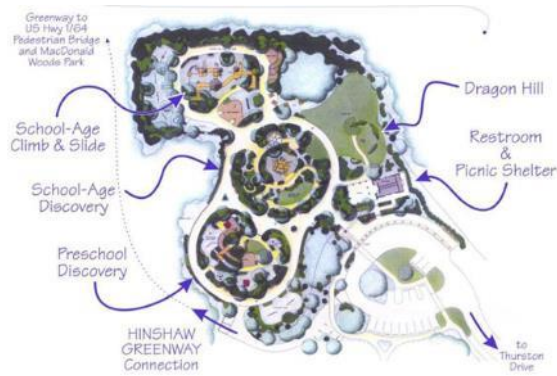 Greenway to
US Hwy 1/64
Pedestrian Bridge
and MacDonald
Woods Park
School-Age
Climb & Slide
School-Age
Discovery
Preschool
Discovery
HINSHAW
GREENWAY
Connection
Dragon Hill
Restroom
&
Picnic Shelter
to
Thurston
Drive